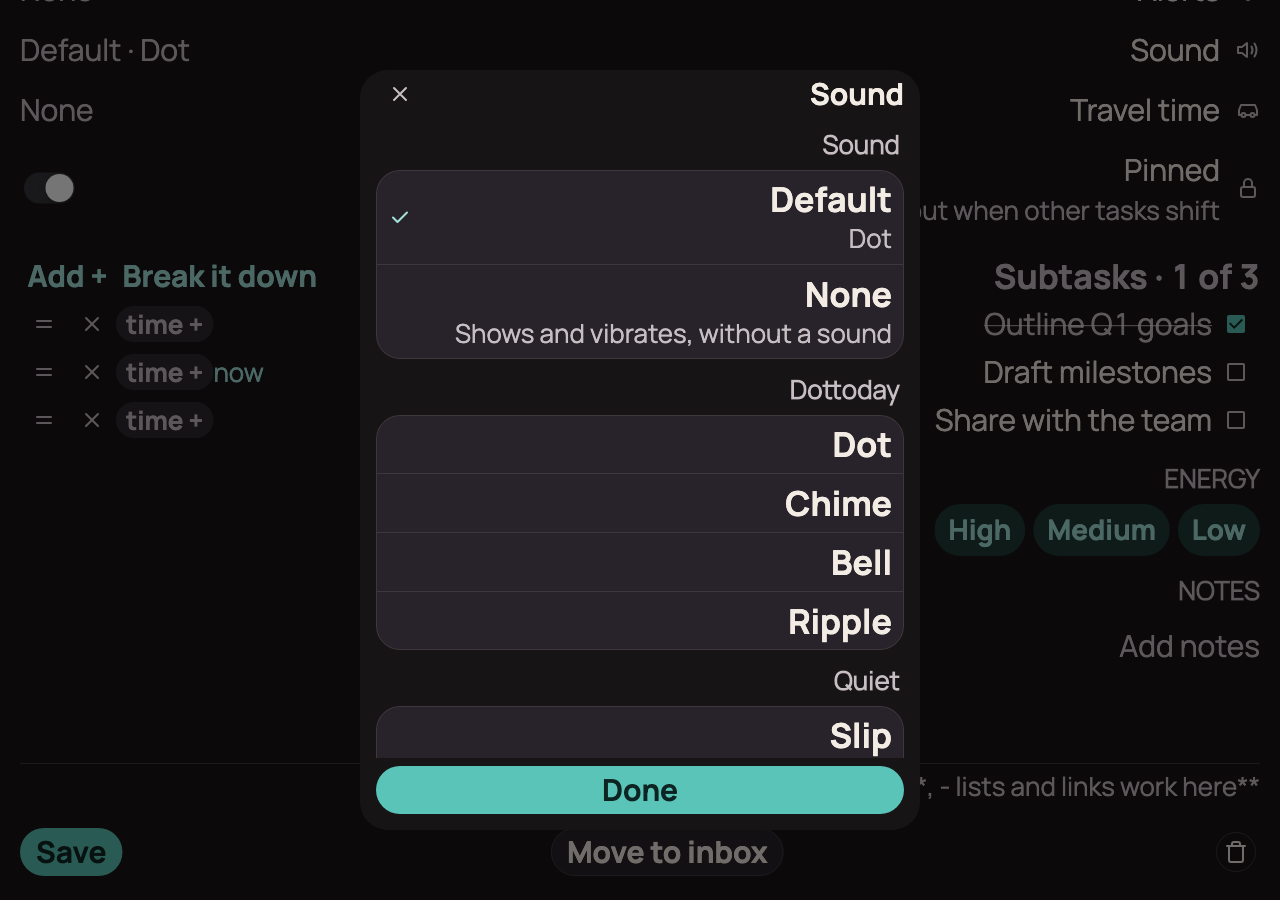 Default · Dot
Sound
None
Travel time
Pinned
out when other tasks shift
Add +
Break it down
Subtasks · 1 of 3
time +
Outline Q1 goals
time +
now
Draft milestones
time +
Share with the team
ENERGY
High
Medium
Low
NOTES
Add notes
*, - lists and links work here**
Save
Move to inbox
Sound
Sound
Default
Dot
None
Shows and vibrates, without a sound
Dottoday
Dot
Chime
Bell
Ripple
Quiet
Slip
Done